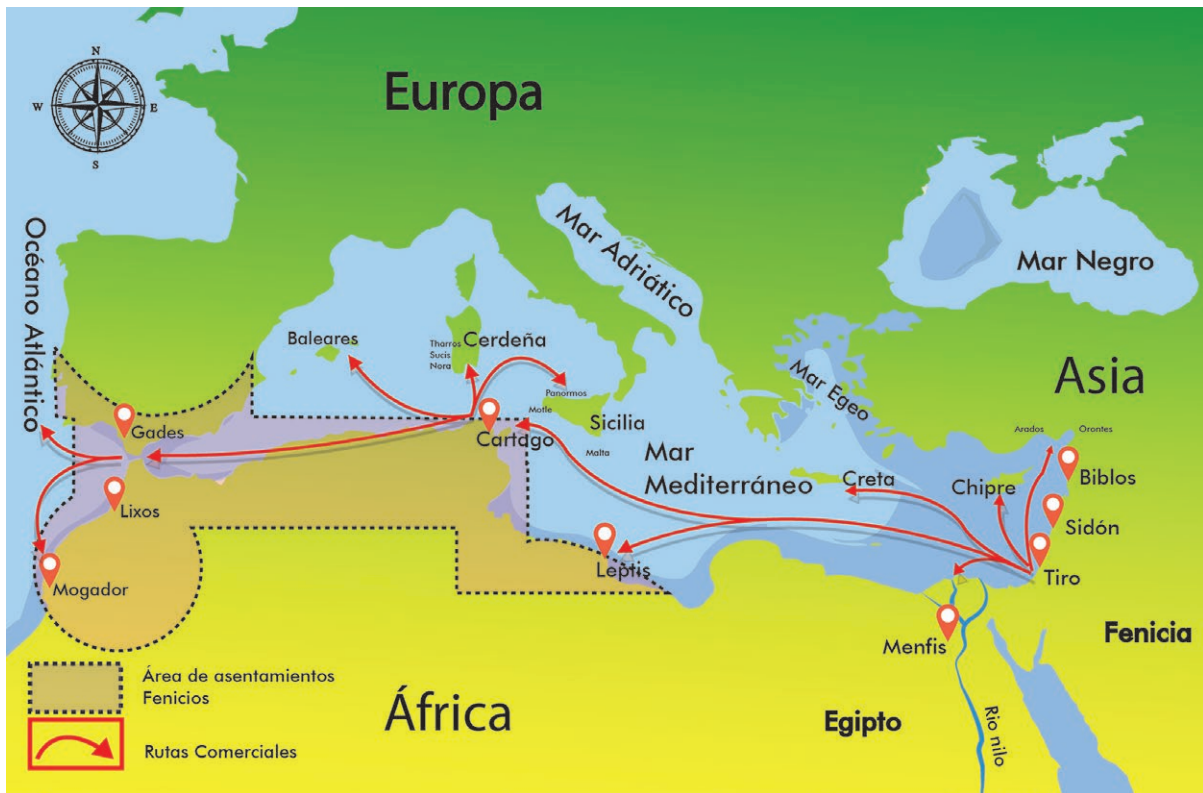 N
W
E
S
Europa
Océano Atlántico
Mar Adriático
Mar Negro
Baleares
Tharros
Sucis
Nora
Cerdeña
Panormos
Motle
Sicilia
Malta
Mar Egeo
Asia
Mar
Mediterráneo
Creta
Chipre
Arados
Orontes
Biblos
Sidón
Tiro
Gades
Cartago
Lixos
Leptis
Mogador
Menfis
Fenicia
Egipto
Rio nilo
África
Área de asentamientos
Fenicios
Rutas Comerciales